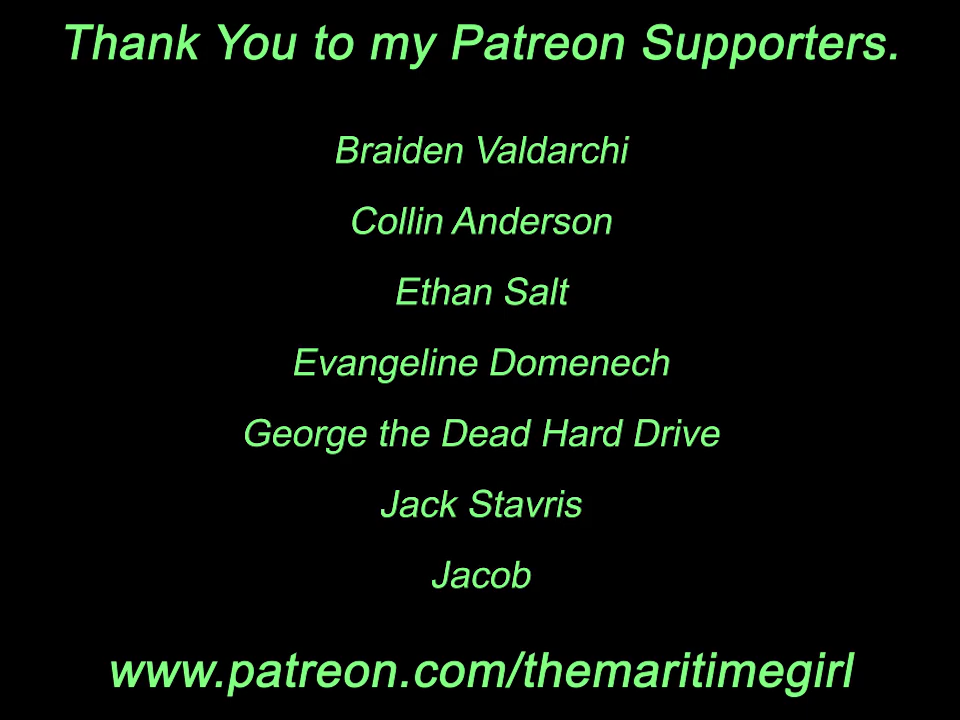 Thank You to my Patreon Supporters.
Braiden Valdarchi
Collin Anderson
Ethan Salt
Evangeline Domenech
George the Dead Hard Drive
Jack Stavris
Jacob
www.patreon.com/themaritimegirl